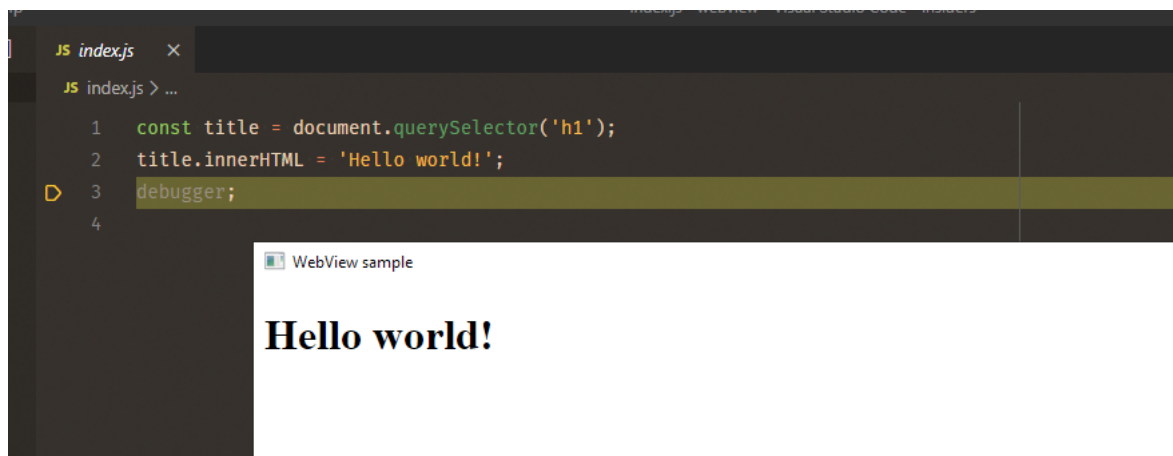 JS index.js ×
JS index.js > ...
1 const title = document.querySelector('h1');
2 title.innerHTML = 'Hello world!';
3 debugger;
4
WebView sample
Hello world!